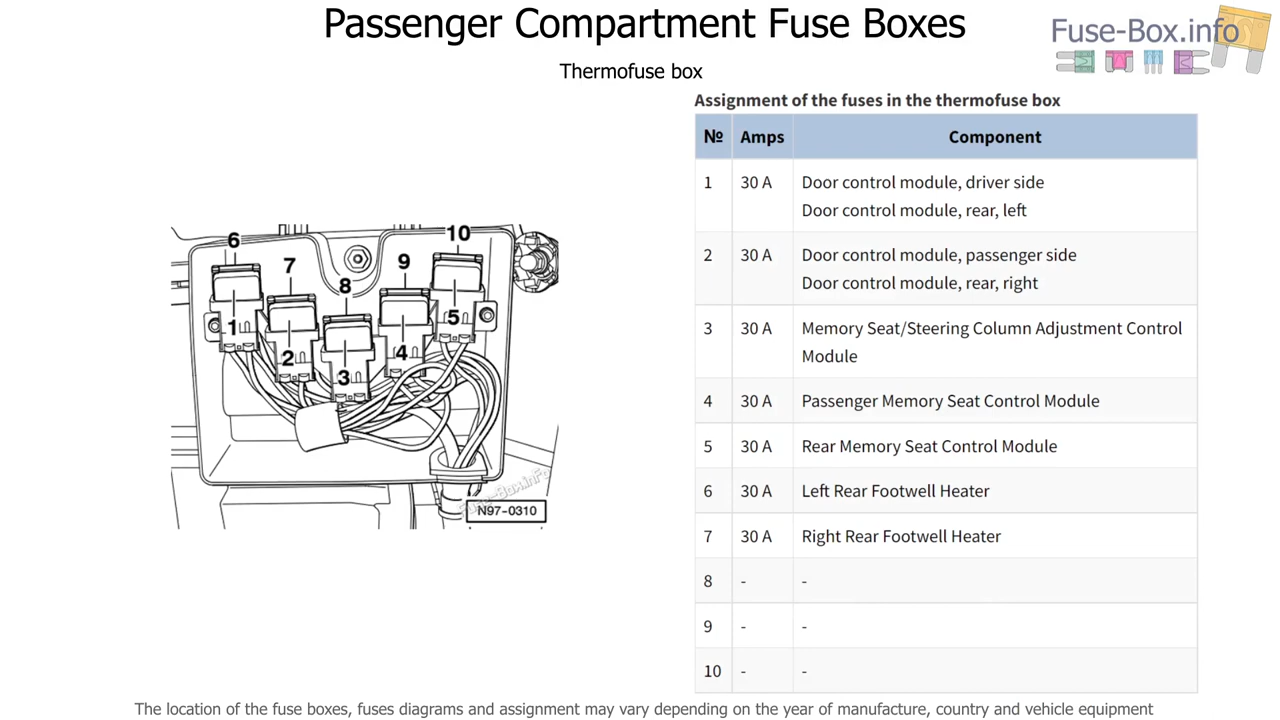 Passenger Compartment Fuse Boxes
Fuse-Box.info
Thermofuse box
Assignment of the fuses in the thermofuse box
№ Amps Component
1 30 A Door control module, driver side
Door control module, rear, left
2 30 A Door control module, passenger side
Door control module, rear, right
3 30 A Memory Seat/Steering Column Adjustment Control
Module
4 30 A Passenger Memory Seat Control Module
5 30 A Rear Memory Seat Control Module
6 30 A Left Rear Footwell Heater
7 30 A Right Rear Footwell Heater
8 - -
9 - -
10 - -
6
7
8
9
10
1
2
3
4
5
Fuse-Box.info
N97-0310
The location of the fuse boxes, fuses diagrams and assignment may vary depending on the year of manufacture, country and vehicle equipment